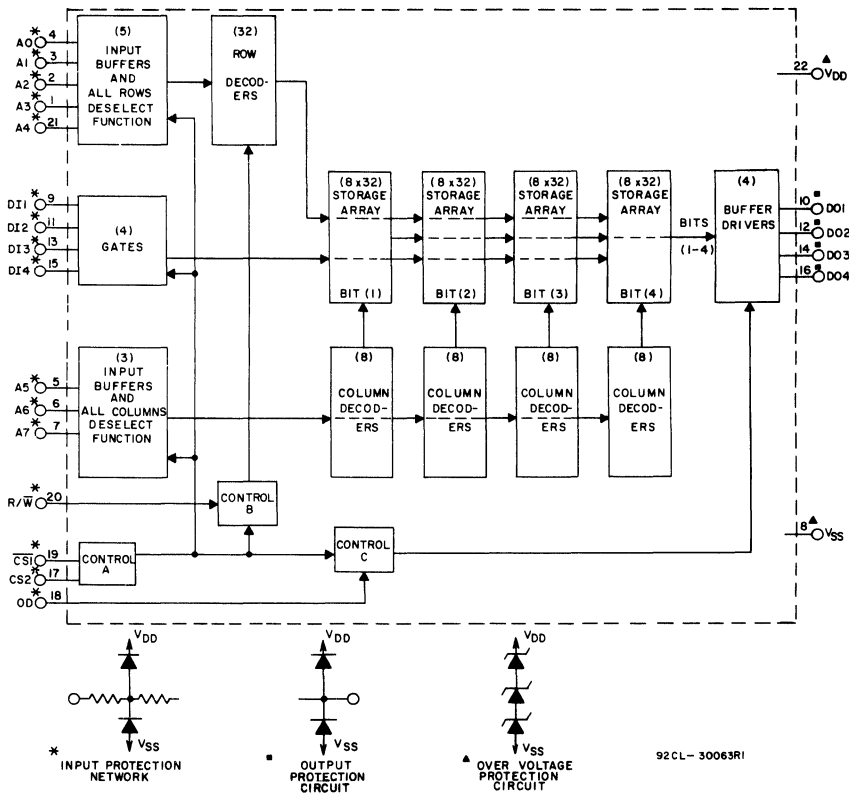 (5)
INPUT
BUFFERS
AND
ALL ROWS
DESELECT
FUNCTION
* A0 4
* A1 3
* A2 2
* A3 1
* A4 21
(32)
ROW
DECOD-
ERS
22 ▲ VDD
* DI1 9
* DI2 11
* DI3 13
* DI4 15
(4)
GATES
(8 x 32)
STORAGE
ARRAY
BIT (1)
(8 x 32)
STORAGE
ARRAY
BIT (2)
(8 x 32)
STORAGE
ARRAY
BIT (3)
(8 x 32)
STORAGE
ARRAY
BIT (4)
BITS
(1-4)
(4)
BUFFER
DRIVERS
10 ■ DO1
12 ■ DO2
14 ■ DO3
16 ■ DO4
(3)
INPUT
BUFFERS
AND
ALL COLUMNS
DESELECT
FUNCTION
* A5 5
* A6 6
* A7 7
(8)
COLUMN
DECOD-
ERS
(8)
COLUMN
DECOD-
ERS
(8)
COLUMN
DECOD-
ERS
(8)
COLUMN
DECOD-
ERS
* R/W̅ 20
CONTROL
B
8 ▲ VSS
* C̅S̅1̅ 19
* CS2 17
* OD 18
CONTROL
A
CONTROL
C
VDD
VSS
* INPUT PROTECTION
NETWORK
VDD
VSS
■ OUTPUT
PROTECTION
CIRCUIT
VDD
VSS
▲ OVER VOLTAGE
PROTECTION
CIRCUIT
92CL-30063R1